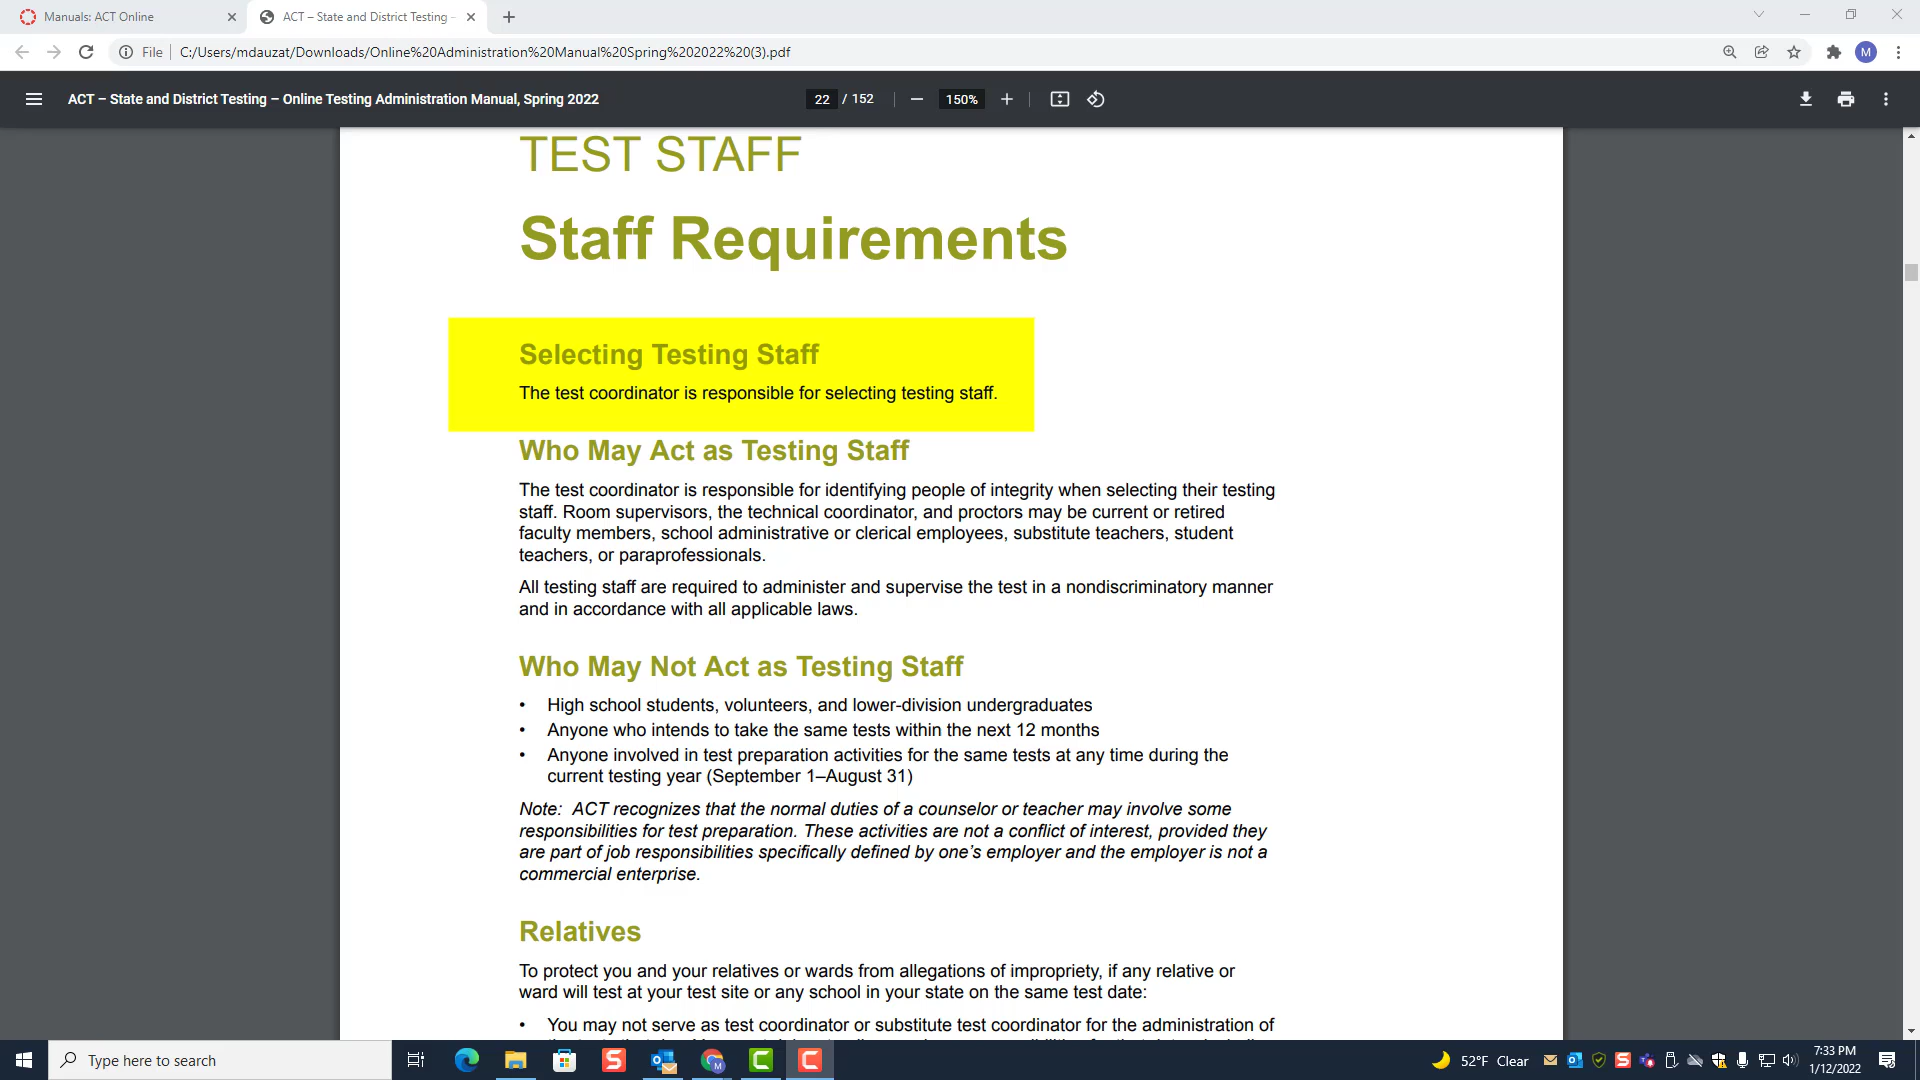 Manuals: ACT Online
ACT – State and District Testing –
File
C:/Users/mdauzat/Downloads/Online%20Administration%20Manual%20Spring%202022%20(3).pdf
M
ACT – State and District Testing – Online Testing Administration Manual, Spring 2022
22 / 152
150%
TEST STAFF
Staff Requirements
Selecting Testing Staff
The test coordinator is responsible for selecting testing staff.
Who May Act as Testing Staff
The test coordinator is responsible for identifying people of integrity when selecting their testing
staff. Room supervisors, the technical coordinator, and proctors may be current or retired
faculty members, school administrative or clerical employees, substitute teachers, student
teachers, or paraprofessionals.
All testing staff are required to administer and supervise the test in a nondiscriminatory manner
and in accordance with all applicable laws.
Who May Not Act as Testing Staff
• High school students, volunteers, and lower-division undergraduates
• Anyone who intends to take the same tests within the next 12 months
• Anyone involved in test preparation activities for the same tests at any time during the
current testing year (September 1–August 31)
Note: ACT recognizes that the normal duties of a counselor or teacher may involve some
responsibilities for test preparation. These activities are not a conflict of interest, provided they
are part of job responsibilities specifically defined by one's employer and the employer is not a
commercial enterprise.
Relatives
To protect you and your relatives or wards from allegations of impropriety, if any relative or
ward will test at your test site or any school in your state on the same test date:
• You may not serve as test coordinator or substitute test coordinator for the administration of
Type here to search
52°F Clear
7:33 PM
1/12/2022